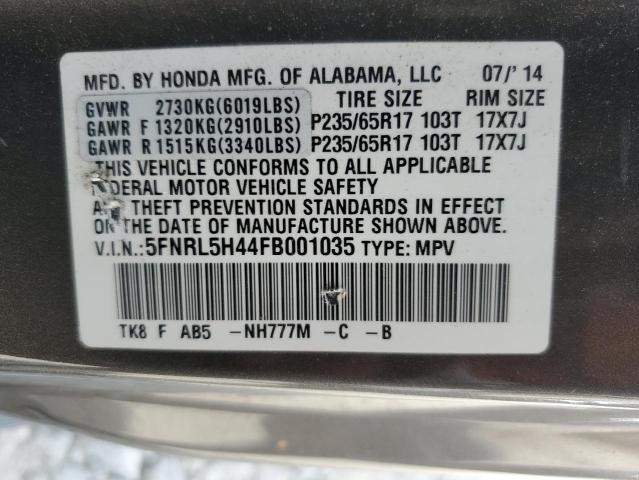 MFD. BY HONDA MFG. OF ALABAMA, LLC 07/'14
TIRE SIZE RIM SIZE
GVWR 2730KG(6019LBS)
GAWR F 1320KG(2910LBS) P235/65R17 103T 17X7J
GAWR R 1515KG(3340LBS) P235/65R17 103T 17X7J
THIS VEHICLE CONFORMS TO ALL APPLICABLE
FEDERAL MOTOR VEHICLE SAFETY
AND THEFT PREVENTION STANDARDS IN EFFECT
ON THE DATE OF MANUFACTURE SHOWN ABOVE.
V.I.N.:5FNRL5H44FB001035 TYPE: MPV
TK8 F AB5 -NH777M -C -B